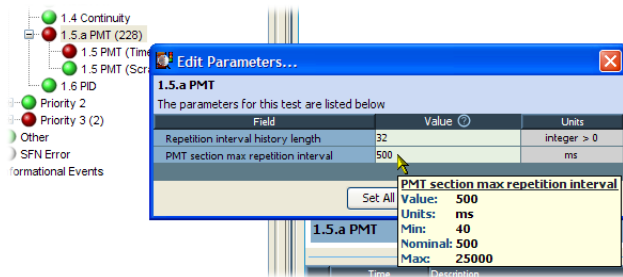 1.4 Continuity
1.5.a PMT (228)
1.5 PMT (Time
1.5 PMT (Scra
1.6 PID
Priority 2
Priority 3 (2)
Other
SFN Error
formational Events
Edit Parameters...
1.5.a PMT
The parameters for this test are listed below
Field Value ? Units
Repetition interval history length 32 integer > 0
PMT section max repetition interval 500 ms
Set All
PMT section max repetition interval
Value: 500
Units: ms
Min: 40
Nominal: 500
Max: 25000
1.5.a PMT
Time Description